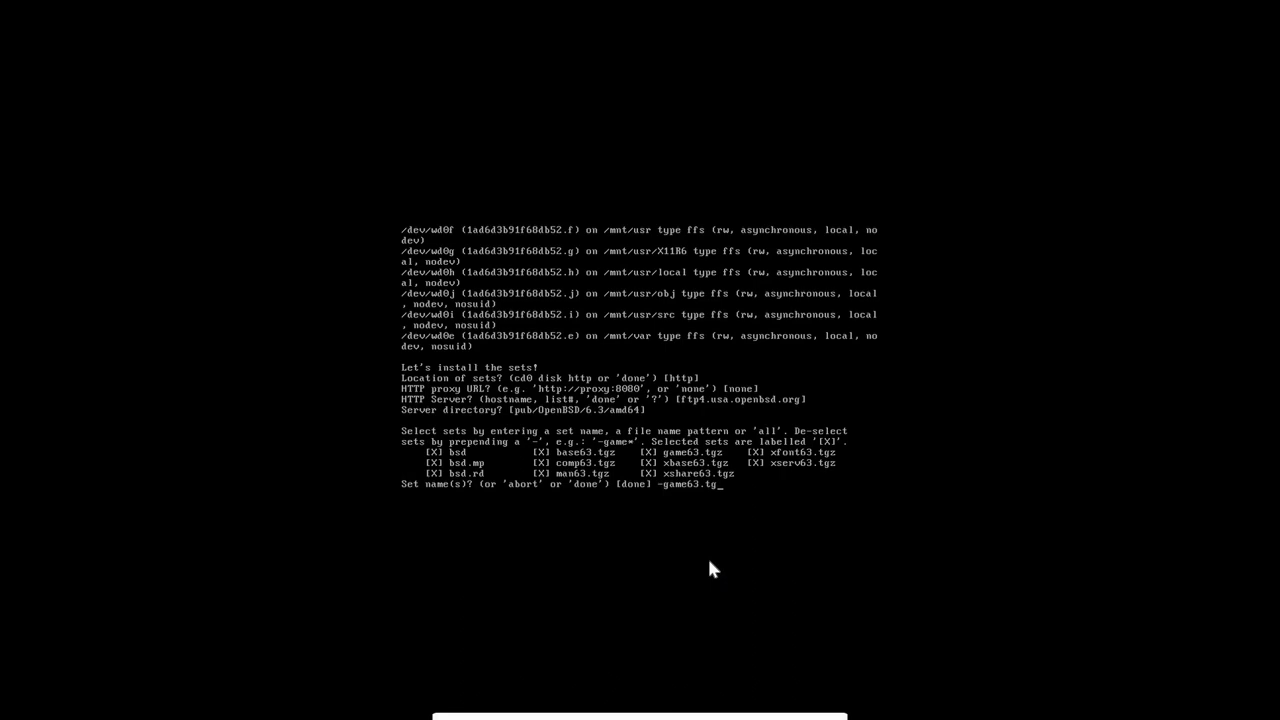 /dev/wd0f (1ad6d3b91f68db52.f) on /mnt/usr type ffs (rw, asynchronous, local, no
dev)
/dev/wd0g (1ad6d3b91f68db52.g) on /mnt/usr/X11R6 type ffs (rw, asynchronous, loc
al, nodev)
/dev/wd0h (1ad6d3b91f68db52.h) on /mnt/usr/local type ffs (rw, asynchronous, loc
al, nodev)
/dev/wd0j (1ad6d3b91f68db52.j) on /mnt/usr/obj type ffs (rw, asynchronous, local
, nodev, nosuid)
/dev/wd0i (1ad6d3b91f68db52.i) on /mnt/usr/src type ffs (rw, asynchronous, local
, nodev, nosuid)
/dev/wd0e (1ad6d3b91f68db52.e) on /mnt/var type ffs (rw, asynchronous, local, no
dev, nosuid)
Let's install the sets!
Location of sets? (cd0 disk http or 'done') [http]
HTTP proxy URL? (e.g. 'http://proxy:8080', or 'none') [none]
HTTP Server? (hostname, list#, 'done' or '?') [ftp4.usa.openbsd.org]
Server directory? [pub/OpenBSD/6.3/amd64]
Select sets by entering a set name, a file name pattern or 'all'. De-select
sets by prepending a '-', e.g.: '-game*'. Selected sets are labelled '[X]'.
[X] bsd [X] base63.tgz [X] game63.tgz [X] xfont63.tgz
[X] bsd.mp [X] comp63.tgz [X] xbase63.tgz [X] xserv63.tgz
[X] bsd.rd [X] man63.tgz [X] xshare63.tgz
Set name(s)? (or 'abort' or 'done') [done] -game63.tg_